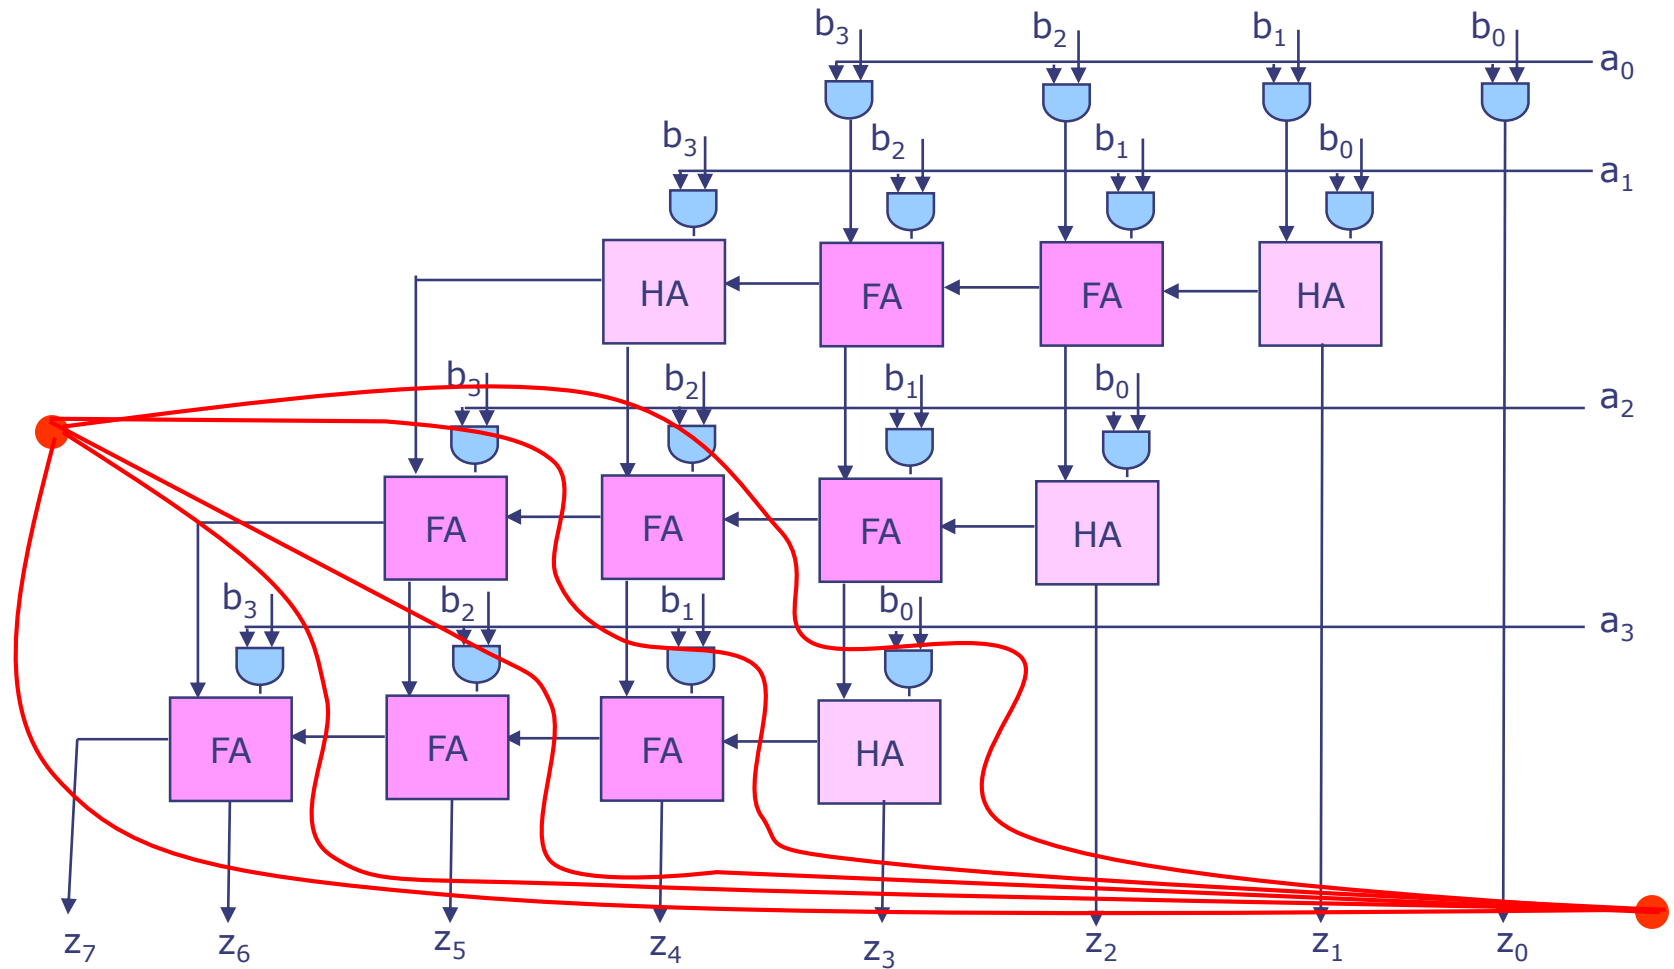 b₃ b₂ b₁ b₀
a₀
b₃ b₂ b₁ b₀
a₁
HA FA FA HA
b₃ b₂ b₁ b₀
a₂
FA FA FA HA
b₃ b₂ b₁ b₀
a₃
FA FA FA HA
z₇ z₆ z₅ z₄ z₃ z₂ z₁ z₀